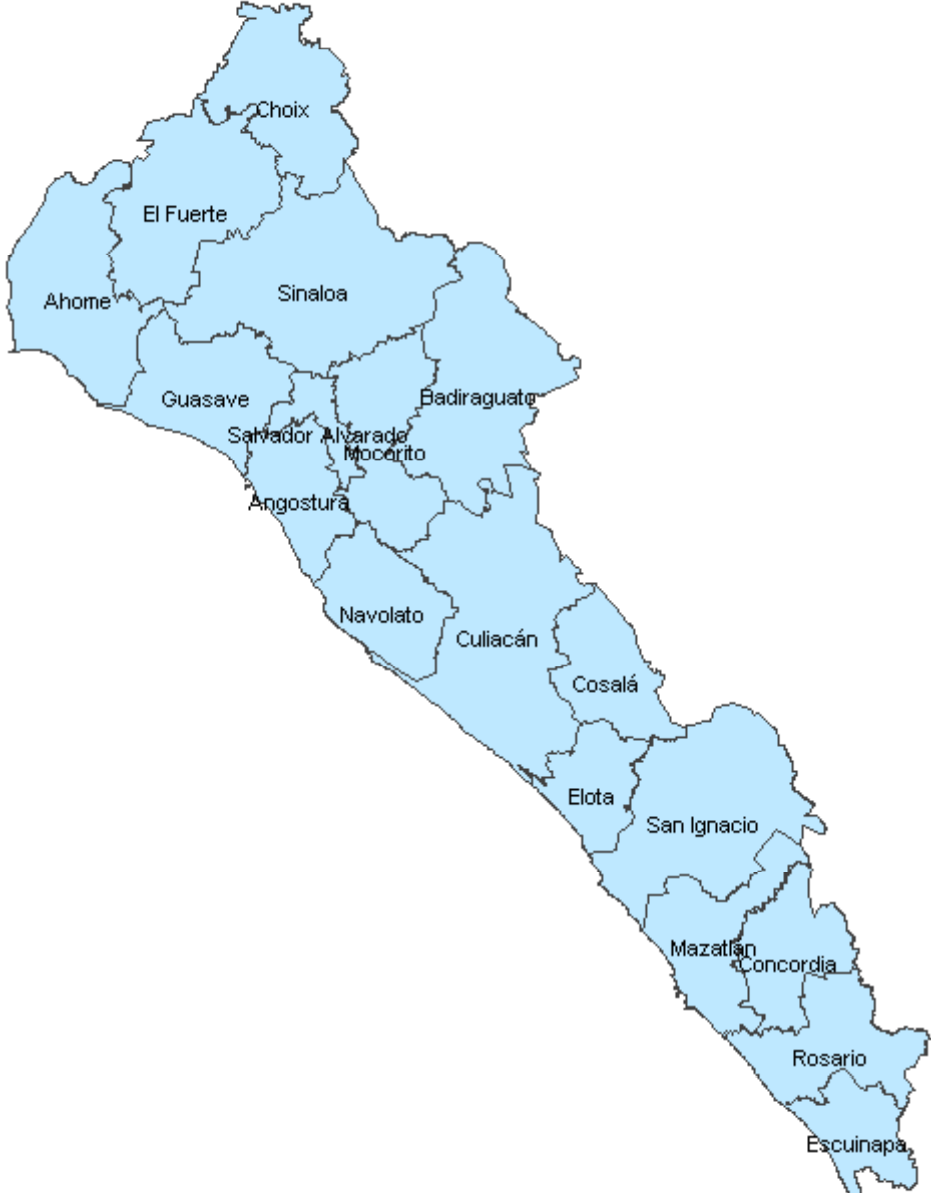 Choix
El Fuerte
Sinaloa
Ahome
Guasave
Badiraguato
Salvador Alvarado
Mocorito
Angostura
Navolato
Culiacán
Cosalá
Elota
San Ignacio
Mazatlan
Concordia
Rosario
Escuinapa